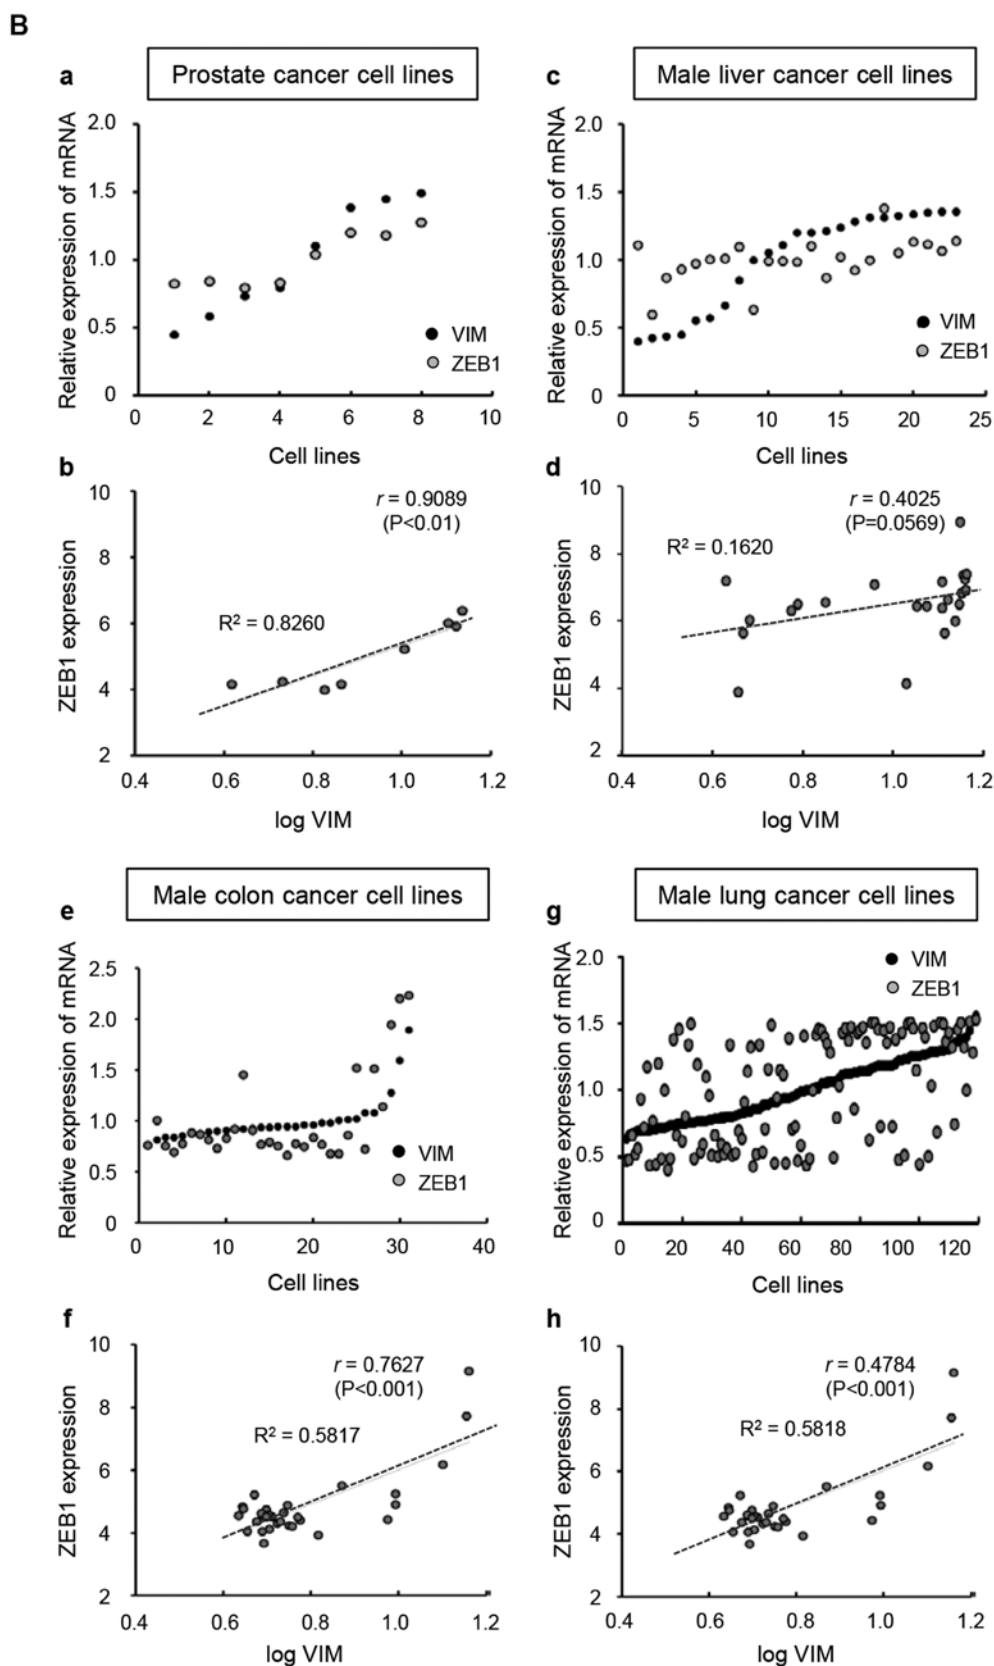 B
a
Prostate cancer cell lines
Relative expression of mRNA
2.0
1.5
1.0
0.5
0
VIM
ZEB1
0
2
4
6
8
10
Cell lines
b
ZEB1 expression
10
8
6
4
2
r = 0.9089
(P<0.01)
R² = 0.8260
0.4
0.6
0.8
1.0
1.2
log VIM
c
Male liver cancer cell lines
Relative expression of mRNA
2.0
1.5
1.0
0.5
0
VIM
ZEB1
0
5
10
15
20
25
Cell lines
d
ZEB1 expression
10
8
6
4
2
r = 0.4025
(P=0.0569)
R² = 0.1620
0.4
0.6
0.8
1.0
1.2
log VIM
e
Male colon cancer cell lines
Relative expression of mRNA
2.5
2.0
1.5
1.0
0.5
0
VIM
ZEB1
0
10
20
30
40
Cell lines
f
ZEB1 expression
10
8
6
4
2
r = 0.7627
(P<0.001)
R² = 0.5817
0.4
0.6
0.8
1.0
1.2
log VIM
g
Male lung cancer cell lines
Relative expression of mRNA
2.0
1.5
1.0
0.5
0
VIM
ZEB1
0
20
40
60
80
100
120
Cell lines
h
ZEB1 expression
10
8
6
4
2
r = 0.4784
(P<0.001)
R² = 0.5818
0.4
0.6
0.8
1.0
1.2
log VIM